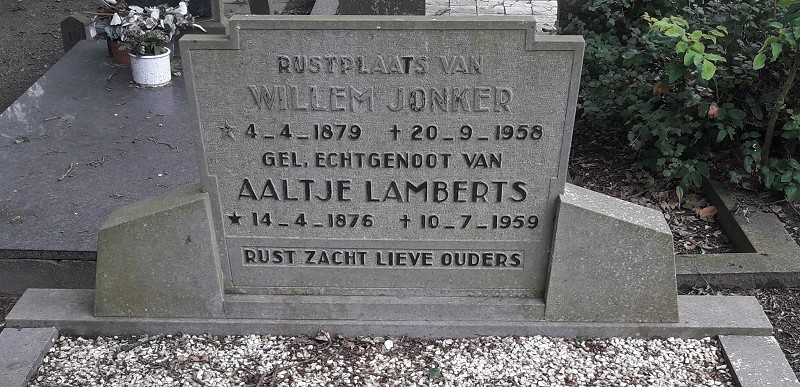 RUSTPLAATS VAN
WILLEM JONKER
★ 4-4-1879 ✝ 20-9-1958
GEL. ECHTGENOOT VAN
AALTJE LAMBERTS
★ 14-4-1876 ✝ 10-7-1959
RUST ZACHT LIEVE OUDERS